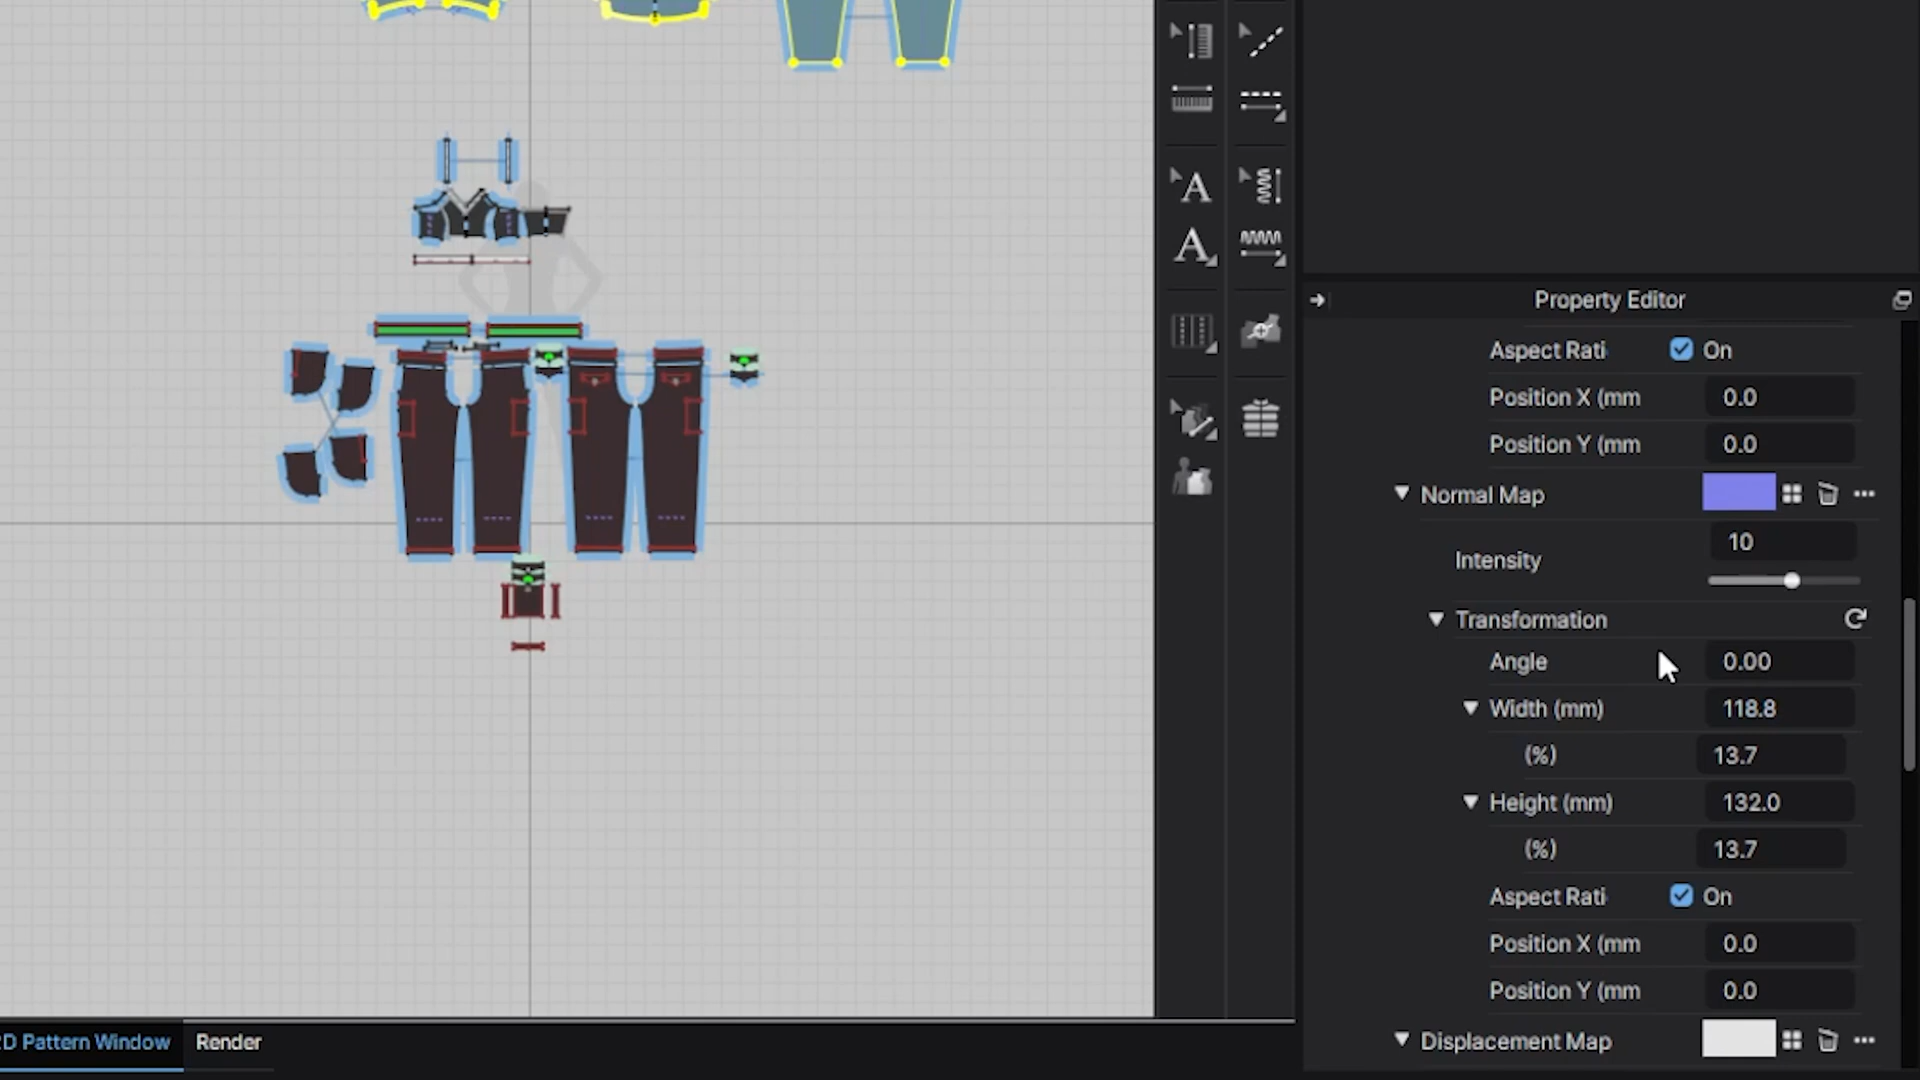 Property Editor
Aspect Rati On
Position X (mm 0.0
Position Y (mm 0.0
Normal Map
Intensity 10
Transformation
Angle 0.00
Width (mm) 118.8
(%) 13.7
Height (mm) 132.0
(%) 13.7
Aspect Rati On
Position X (mm 0.0
Position Y (mm 0.0
Displacement Map
A
A
2D Pattern Window Render